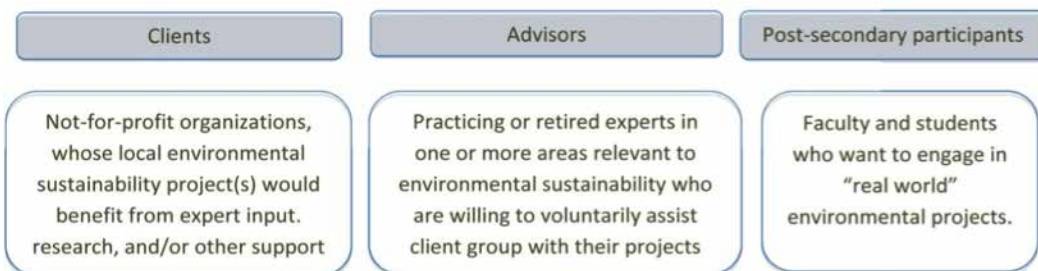 Clients
Advisors
Post-secondary participants
Not-for-profit organizations,
whose local environmental
sustainability project(s) would
benefit from expert input.
research, and/or other support
Practicing or retired experts in
one or more areas relevant to
environmental sustainability who
are willing to voluntarily assist
client group with their projects
Faculty and students
who want to engage in
“real world”
environmental projects.